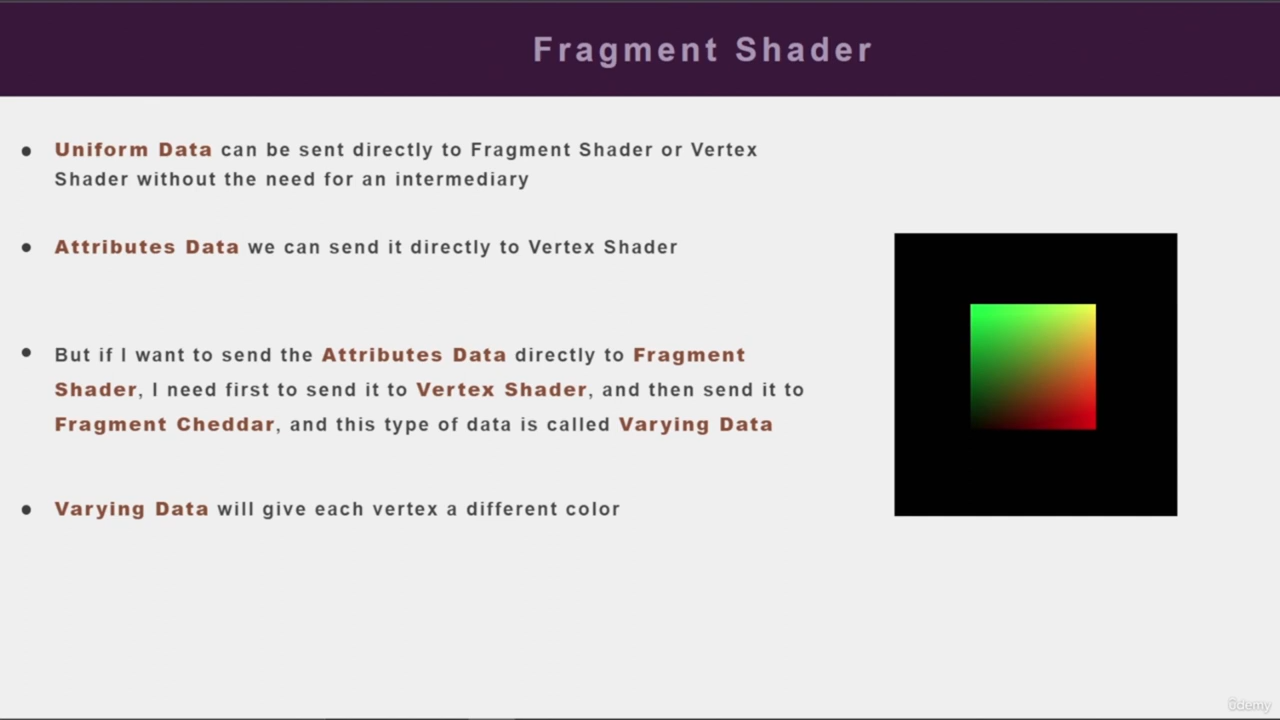 Fragment Shader
● Uniform Data can be sent directly to Fragment Shader or Vertex
Shader without the need for an intermediary
● Attributes Data we can send it directly to Vertex Shader
● But if I want to send the Attributes Data directly to Fragment
Shader, I need first to send it to Vertex Shader, and then send it to
Fragment Cheddar, and this type of data is called Varying Data
● Varying Data will give each vertex a different color
ûdemy